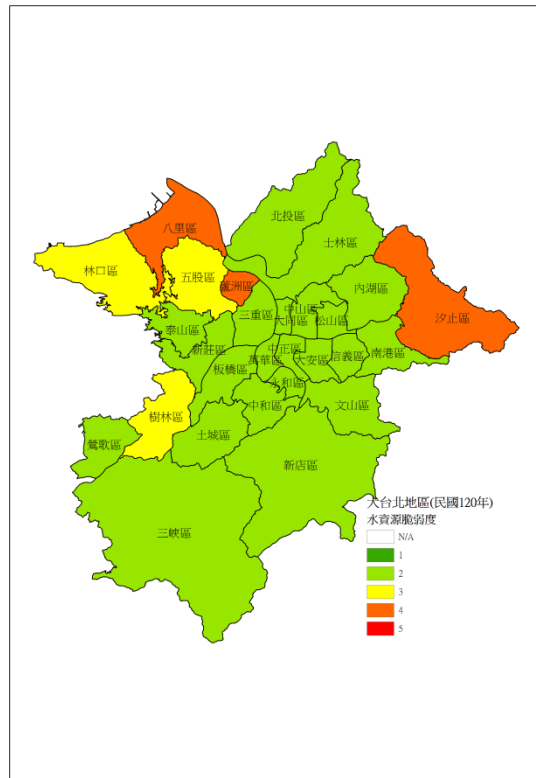 北投區
士林區
八里區
林口區
五股區
內湖區
蘆洲區
汐止區
三重區
中山區
大同區
松山區
泰山區
新莊區
中正區
萬華區
大安區
信義區
南港區
板橋區
永和區
中和區
文山區
樹林區
土城區
鶯歌區
新店區
三峽區
大台北地區(民國120年)
水資源脆弱度
N/A
1
2
3
4
5